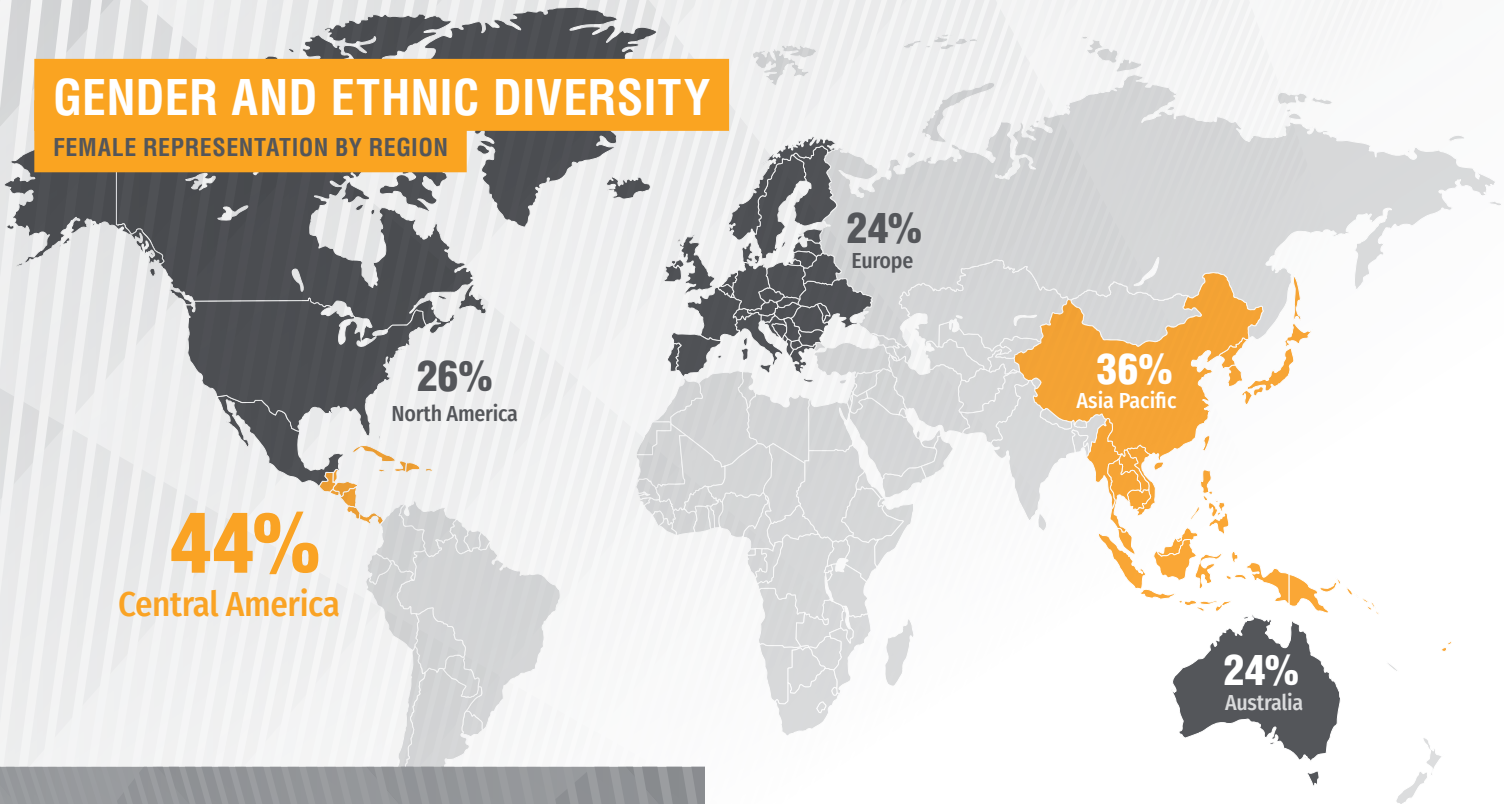 GENDER AND ETHNIC DIVERSITY
FEMALE REPRESENTATION BY REGION
24%
Europe
26%
North America
36%
Asia Pacific
44%
Central America
24%
Australia